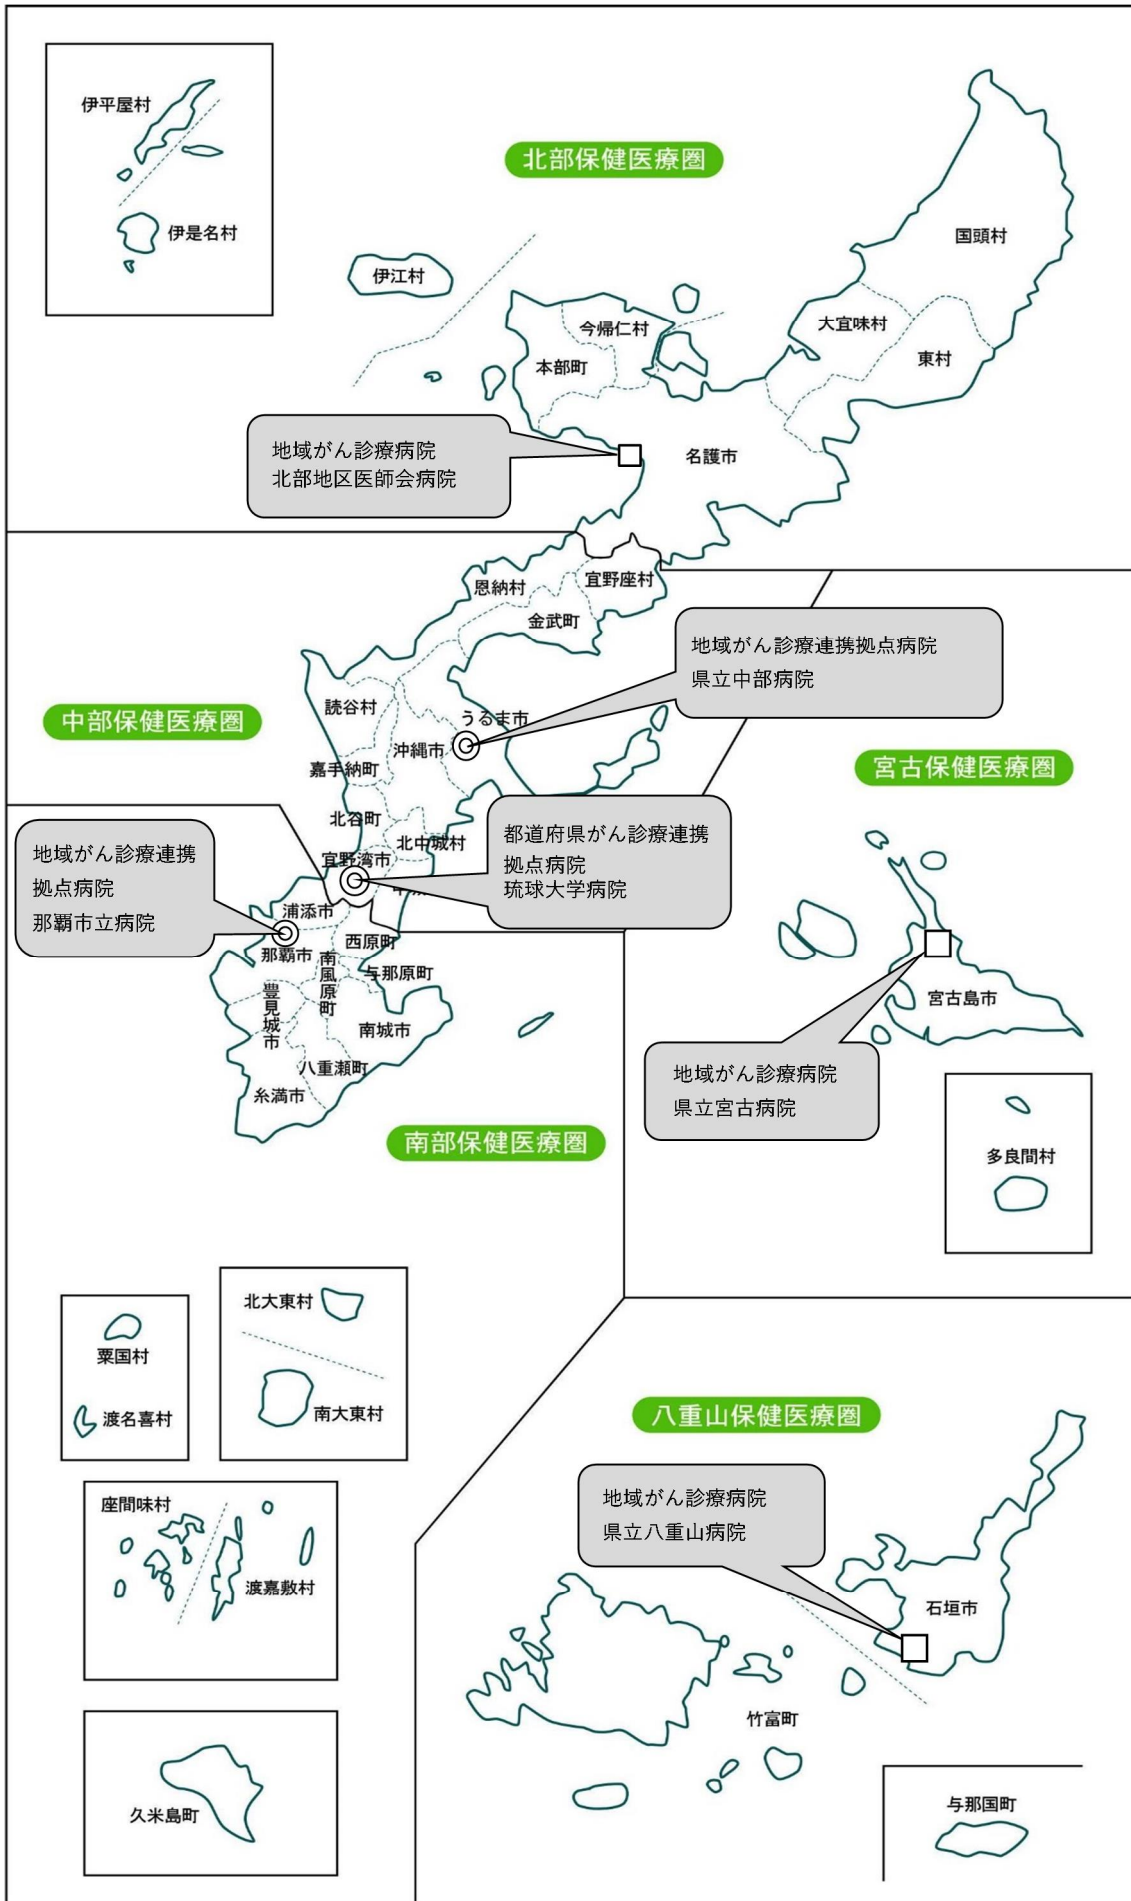 伊平屋村
伊是名村
北部保健医療圏
国頭村
伊江村
今帰仁村
大宜味村
本部町
東村
地域がん診療病院
北部地区医師会病院
名護市
恩納村
宜野座村
金武町
地域がん診療連携拠点病院
県立中部病院
中部保健医療圏
読谷村
うるま市
沖縄市
嘉手納町
宮古保健医療圏
北谷町
北中城村
宜野湾市
都道府県がん診療連携
拠点病院
琉球大学病院
地域がん診療連携
拠点病院
那覇市立病院
浦添市
西原町
那覇市
南風原町
与那原町
豊見城市
南城市
八重瀬町
糸満市
宮古島市
地域がん診療病院
県立宮古病院
南部保健医療圏
多良間村
北大東村
粟国村
渡名喜村
南大東村
八重山保健医療圏
座間味村
渡嘉敷村
地域がん診療病院
県立八重山病院
石垣市
竹富町
久米島町
与那国町